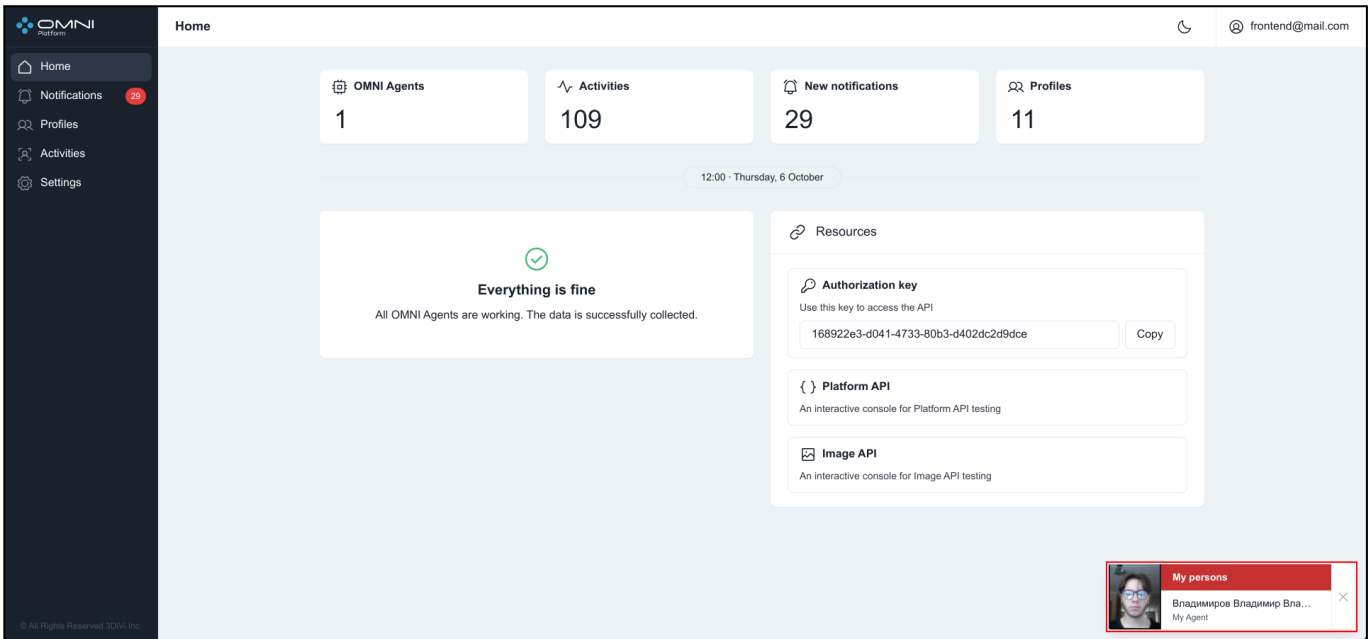 OMNI
Platform
Home
frontend@mail.com
Home
Notifications
29
Profiles
Activities
Settings
OMNI Agents
1
Activities
109
New notifications
29
Profiles
11
12:00 · Thursday, 6 October
Everything is fine
All OMNI Agents are working. The data is successfully collected.
Resources
Authorization key
Use this key to access the API
168922e3-d041-4733-80b3-d402dc2d9dce
Copy
{ } Platform API
An interactive console for Platform API testing
Image API
An interactive console for Image API testing
My persons
Владимиров Владимир Вла...
My Agent
© All Rights Reserved 3DiVi Inc.